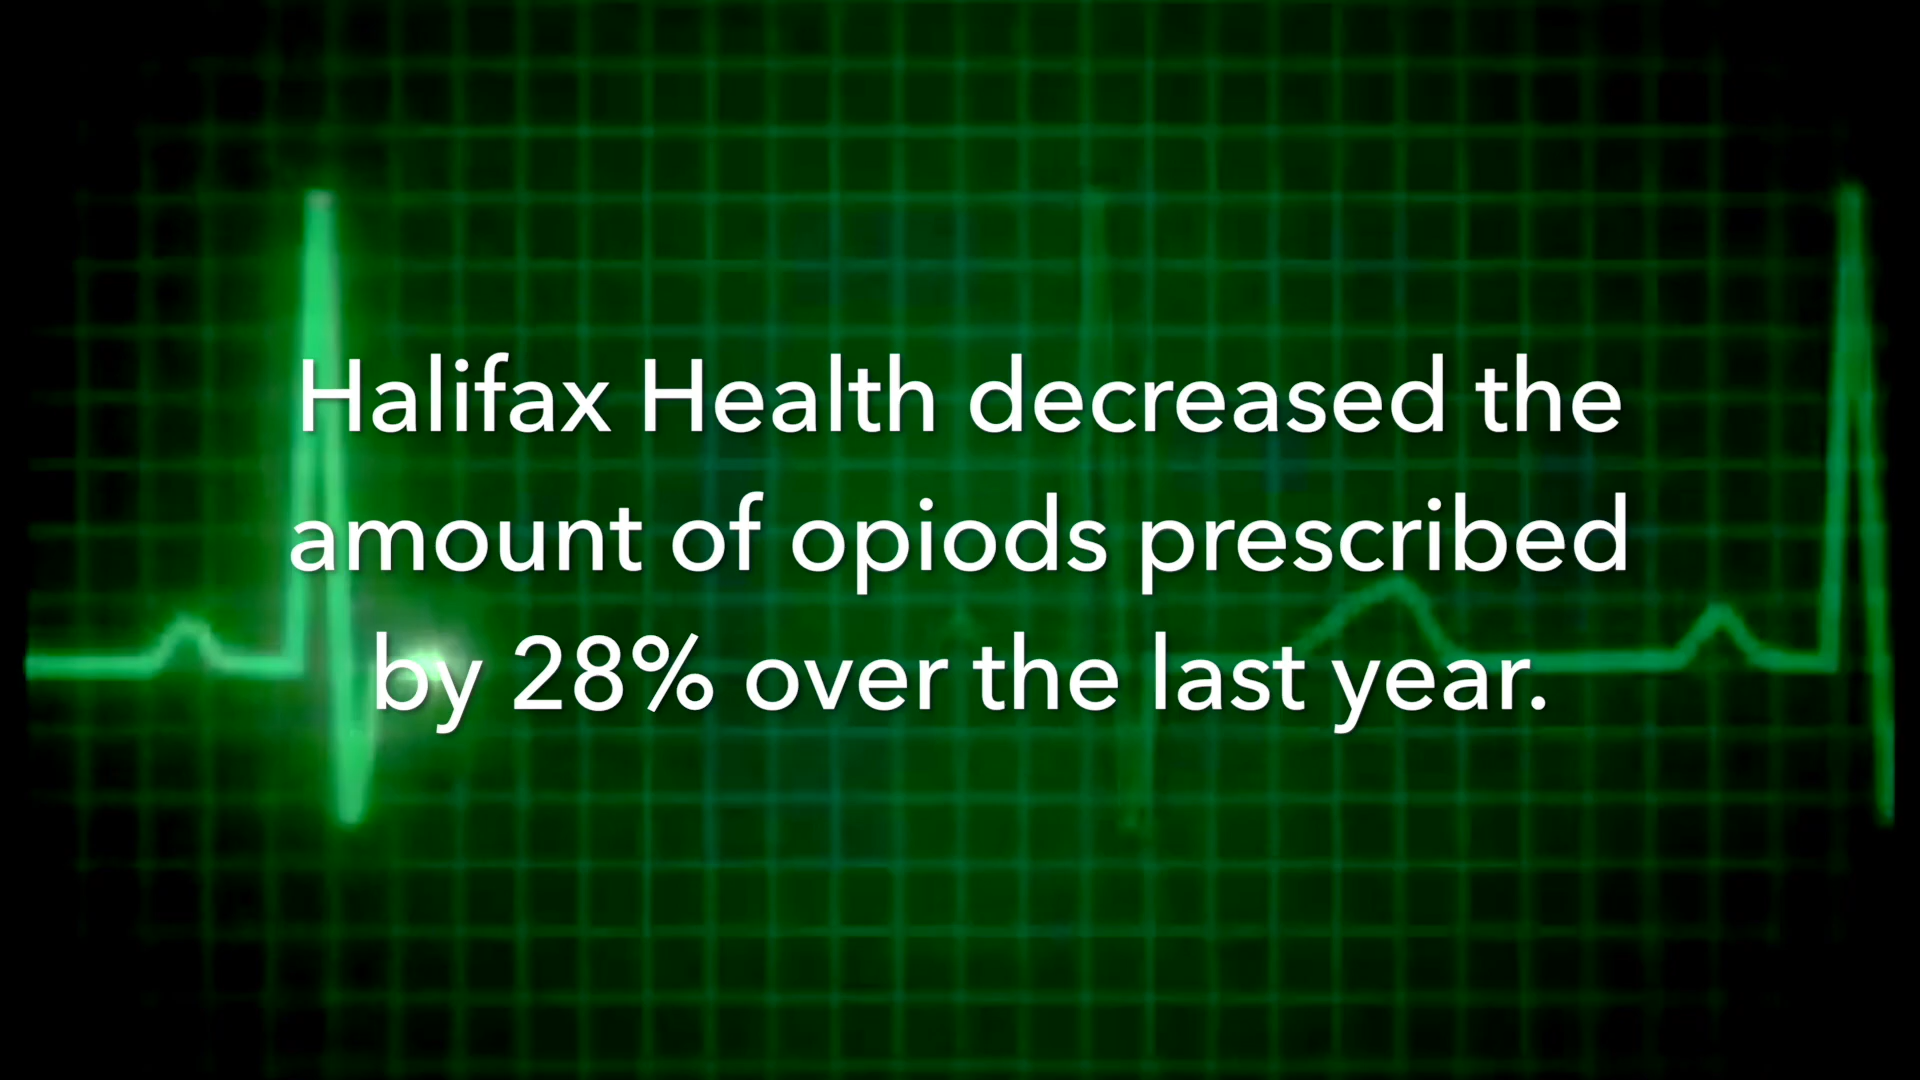 Halifax Health decreased the
amount of opiods prescribed
by 28% over the last year.